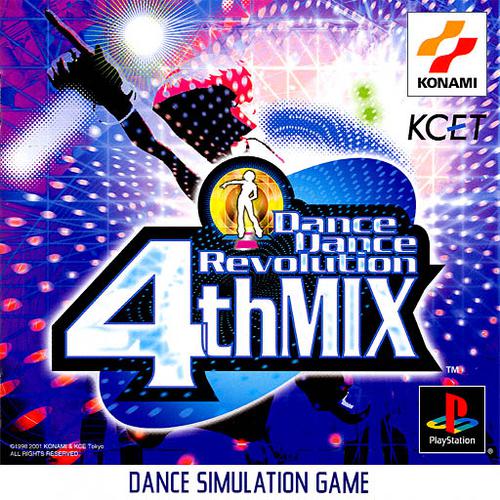 KONAMI
KCET
Dance
Dance
Revolution
4thMIX
TM
PlayStation
®
©1998 2001 KONAMI & KCE Tokyo
ALL RIGHTS RESERVED.
DANCE SIMULATION GAME